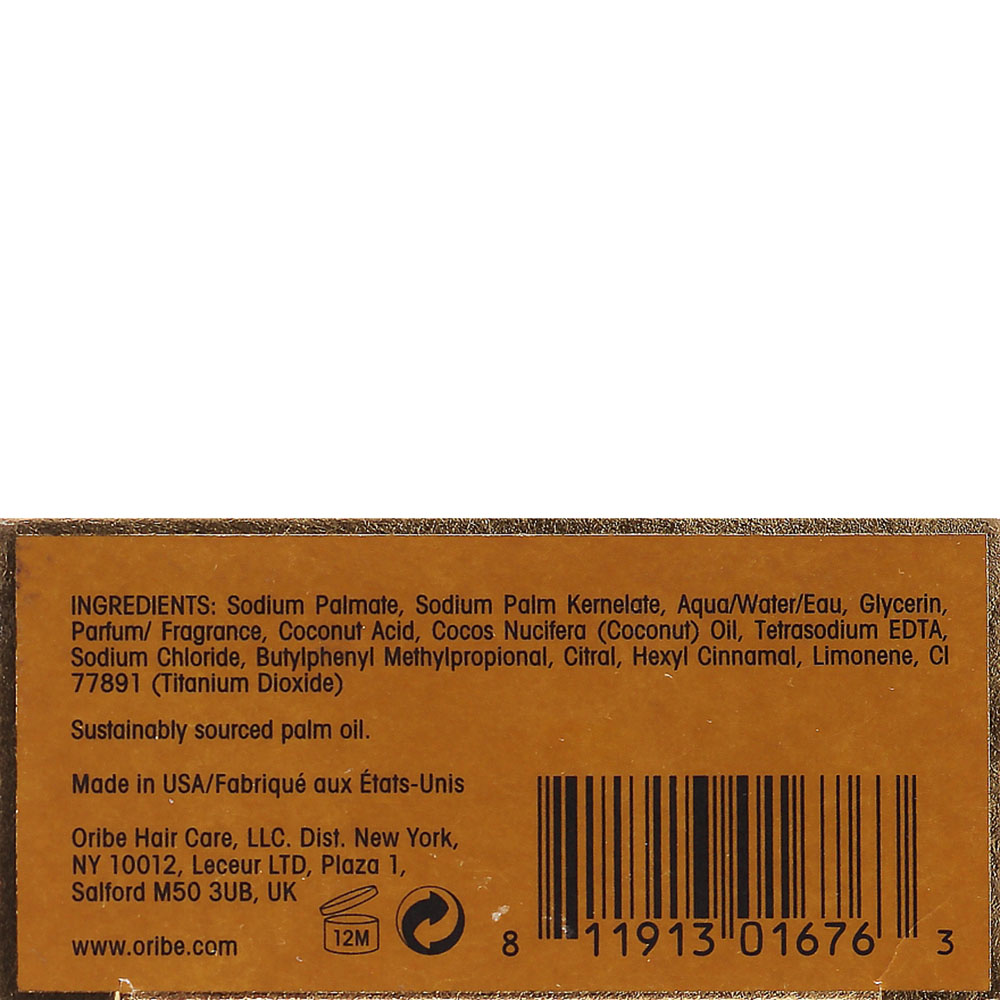 INGREDIENTS: Sodium Palmate, Sodium Palm Kernelate, Aqua/Water/Eau, Glycerin,
Parfum/ Fragrance, Coconut Acid, Cocos Nucifera (Coconut) Oil, Tetrasodium EDTA,
Sodium Chloride, Butylphenyl Methylpropional, Citral, Hexyl Cinnamal, Limonene, CI
77891 (Titanium Dioxide)
Sustainably sourced palm oil.
Made in USA/Fabriqué aux États-Unis
Oribe Hair Care, LLC. Dist. New York,
NY 10012, Leceur LTD, Plaza 1,
Salford M50 3UB, UK
www.oribe.com
12M
8 11913 01676 3